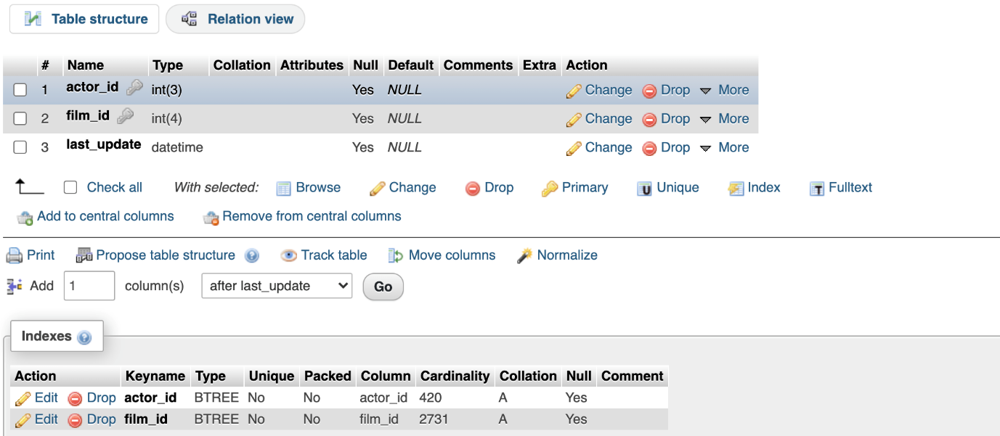 Table structure Relation view
# Name Type Collation Attributes Null Default Comments Extra Action
1 actor_id int(3) Yes NULL Change Drop More
2 film_id int(4) Yes NULL Change Drop More
3 last_update datetime Yes NULL Change Drop More
Check all With selected: Browse Change Drop Primary Unique Index Fulltext
Add to central columns Remove from central columns
Print Propose table structure Track table Move columns Normalize
Add 1 column(s) after last_update Go
Indexes
Action Keyname Type Unique Packed Column Cardinality Collation Null Comment
Edit Drop actor_id BTREE No No actor_id 420 A Yes
Edit Drop film_id BTREE No No film_id 2731 A Yes